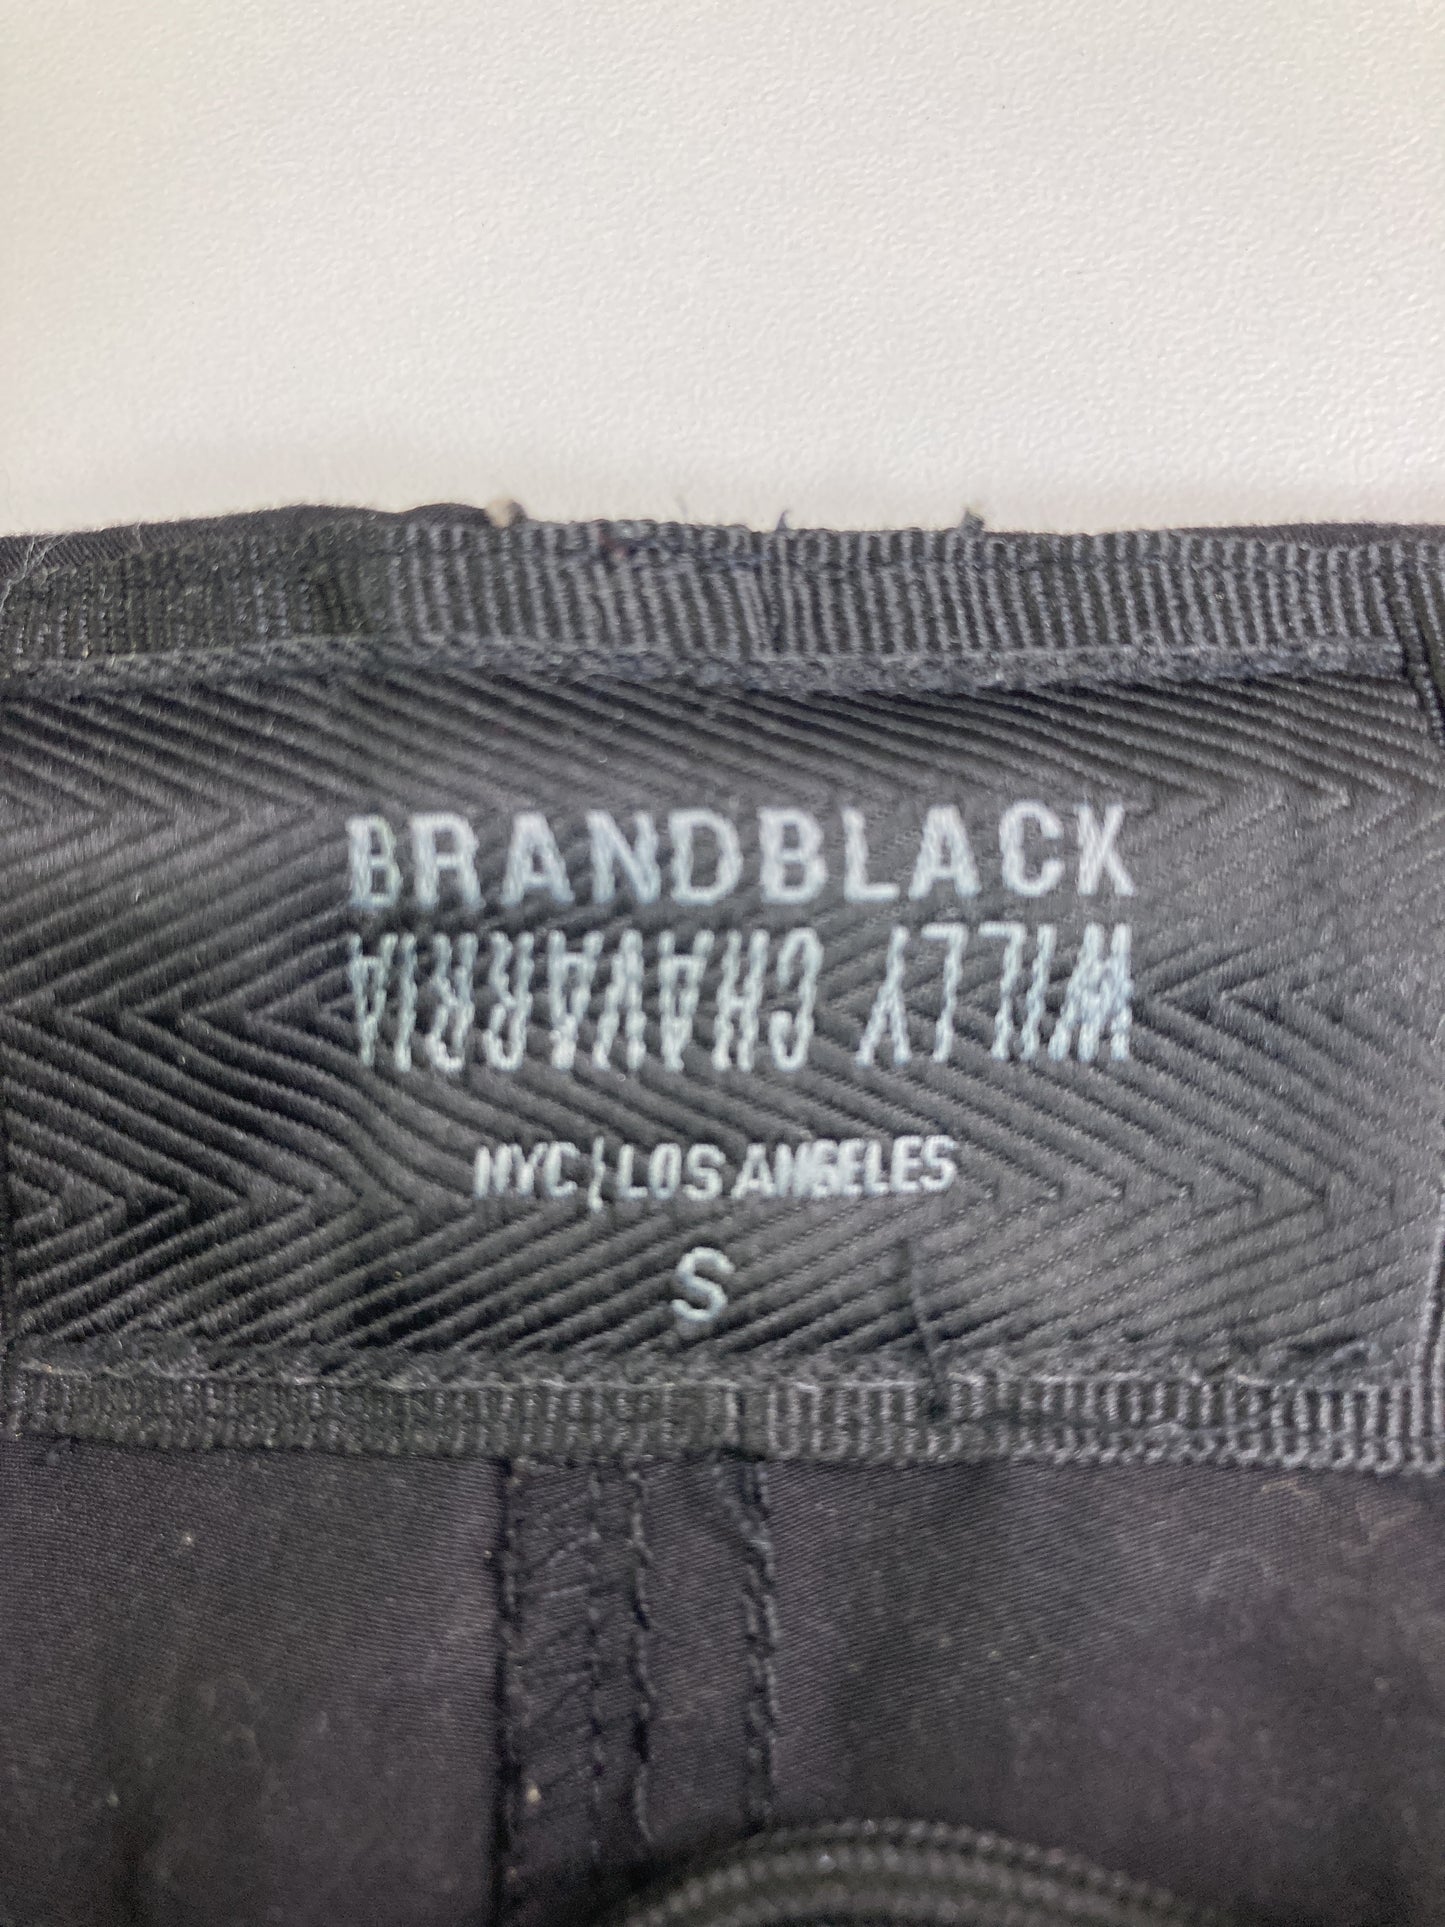 BRANDBLACK
WILLY CHAVARRIA
NYC/LOS ANGELES
S